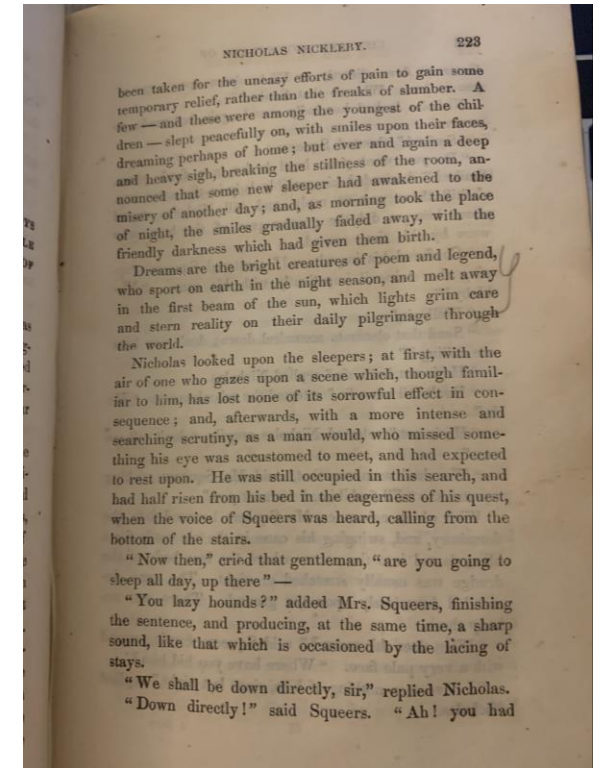 NICHOLAS NICKLEBY. 223
been taken for the uneasy efforts of pain to gain some
temporary relief, rather than the freaks of slumber. A
few — and these were among the youngest of the chil-
dren — slept peacefully on, with smiles upon their faces,
dreaming perhaps of home; but ever and again a deep
and heavy sigh, breaking the stillness of the room, an-
nounced that some new sleeper had awakened to the
misery of another day; and, as morning took the place
of night, the smiles gradually faded away, with the
friendly darkness which had given them birth.
Dreams are the bright creatures of poem and legend,
who sport on earth in the night season, and melt away
in the first beam of the sun, which lights grim care
and stern reality on their daily pilgrimage through
the world.
Nicholas looked upon the sleepers; at first, with the
air of one who gazes upon a scene which, though famil-
iar to him, has lost none of its sorrowful effect in con-
sequence; and, afterwards, with a more intense and
searching scrutiny, as a man would, who missed some-
thing his eye was accustomed to meet, and had expected
to rest upon. He was still occupied in this search, and
had half risen from his bed in the eagerness of his quest,
when the voice of Squeers was heard, calling from the
bottom of the stairs.
"Now then," cried that gentleman, "are you going to
sleep all day, up there" —
"You lazy hounds?" added Mrs. Squeers, finishing
the sentence, and producing, at the same time, a sharp
sound, like that which is occasioned by the lacing of
stays.
"We shall be down directly, sir," replied Nicholas.
"Down directly!" said Squeers. "Ah! you had